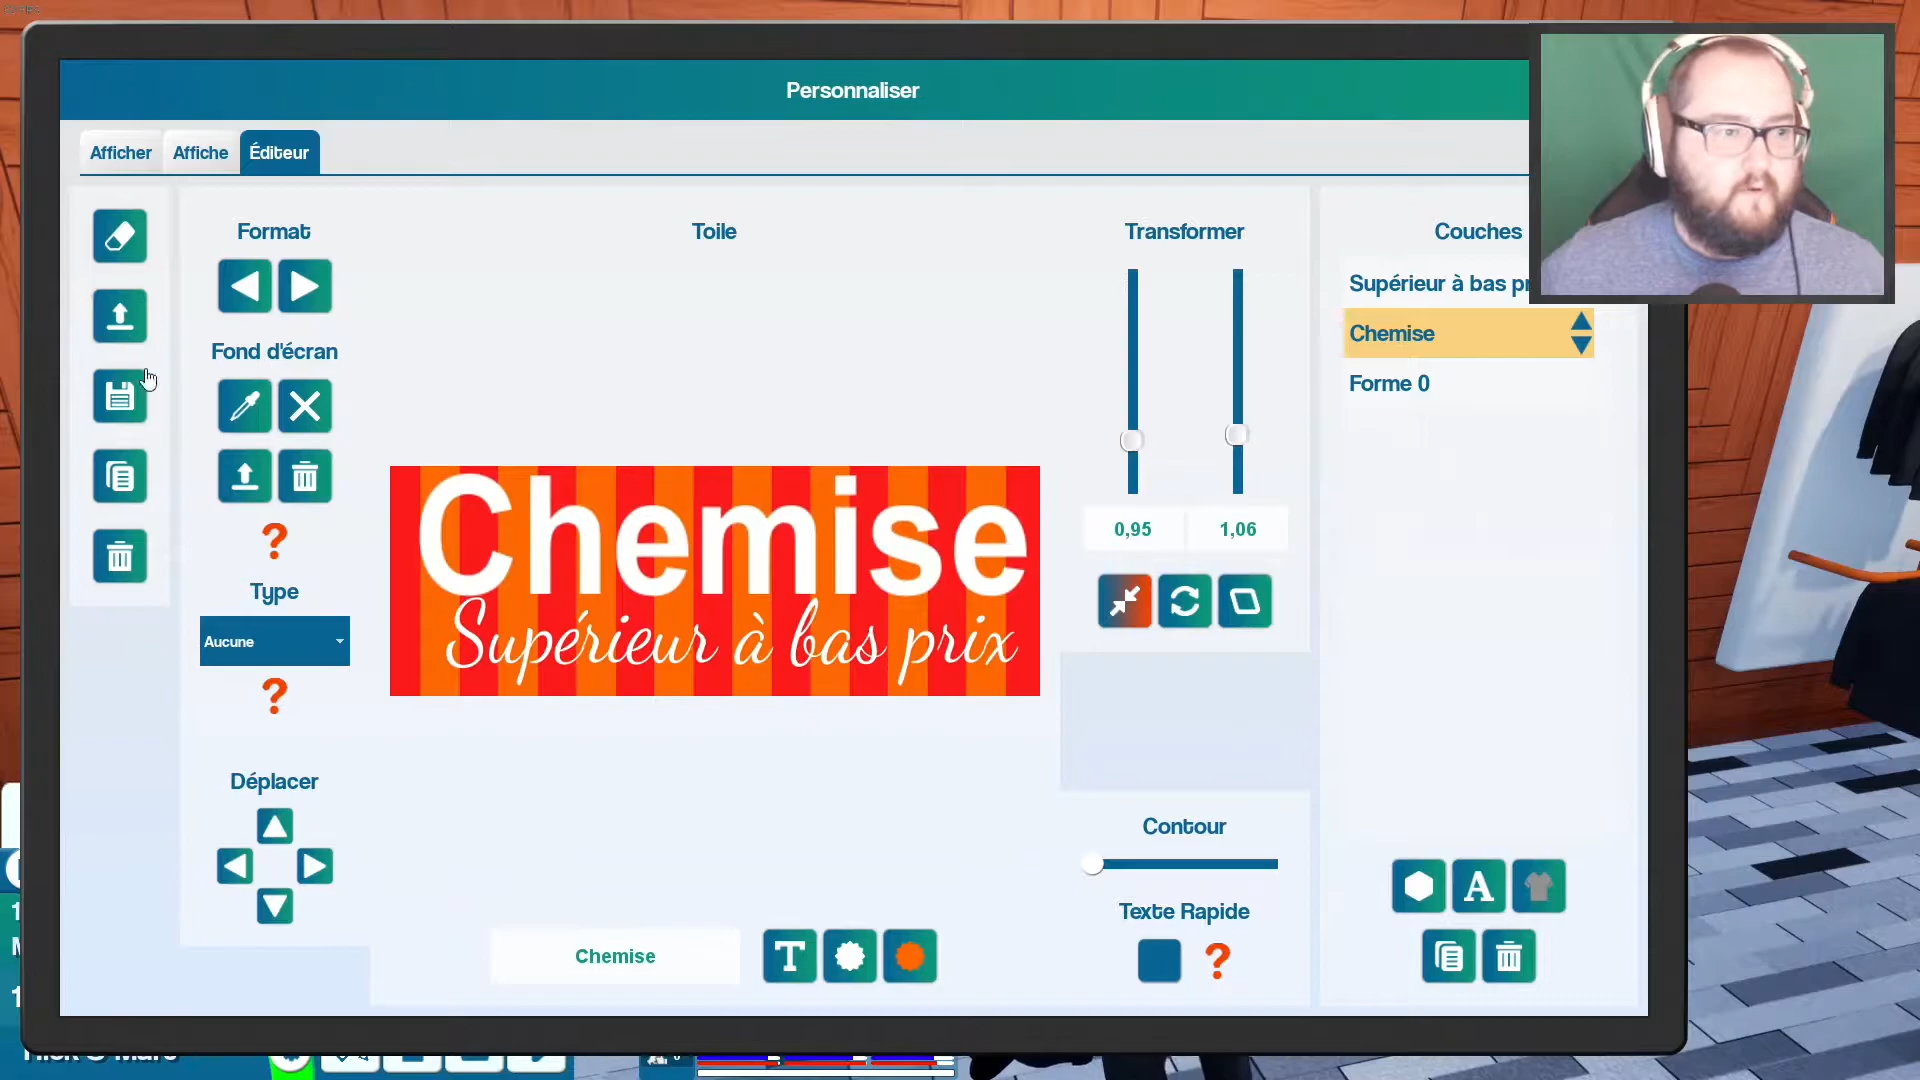 Personnaliser
Afficher
Affiche
Éditeur
Format
Toile
Transformer
Couches
Supérieur à bas
Fond d'écran
Chemise
Forme 0
Chemise
Supérieur à bas prix
0,95
1,06
?
Type
Aucune
?
Déplacer
Contour
Texte Rapide
Chemise
T
?
A